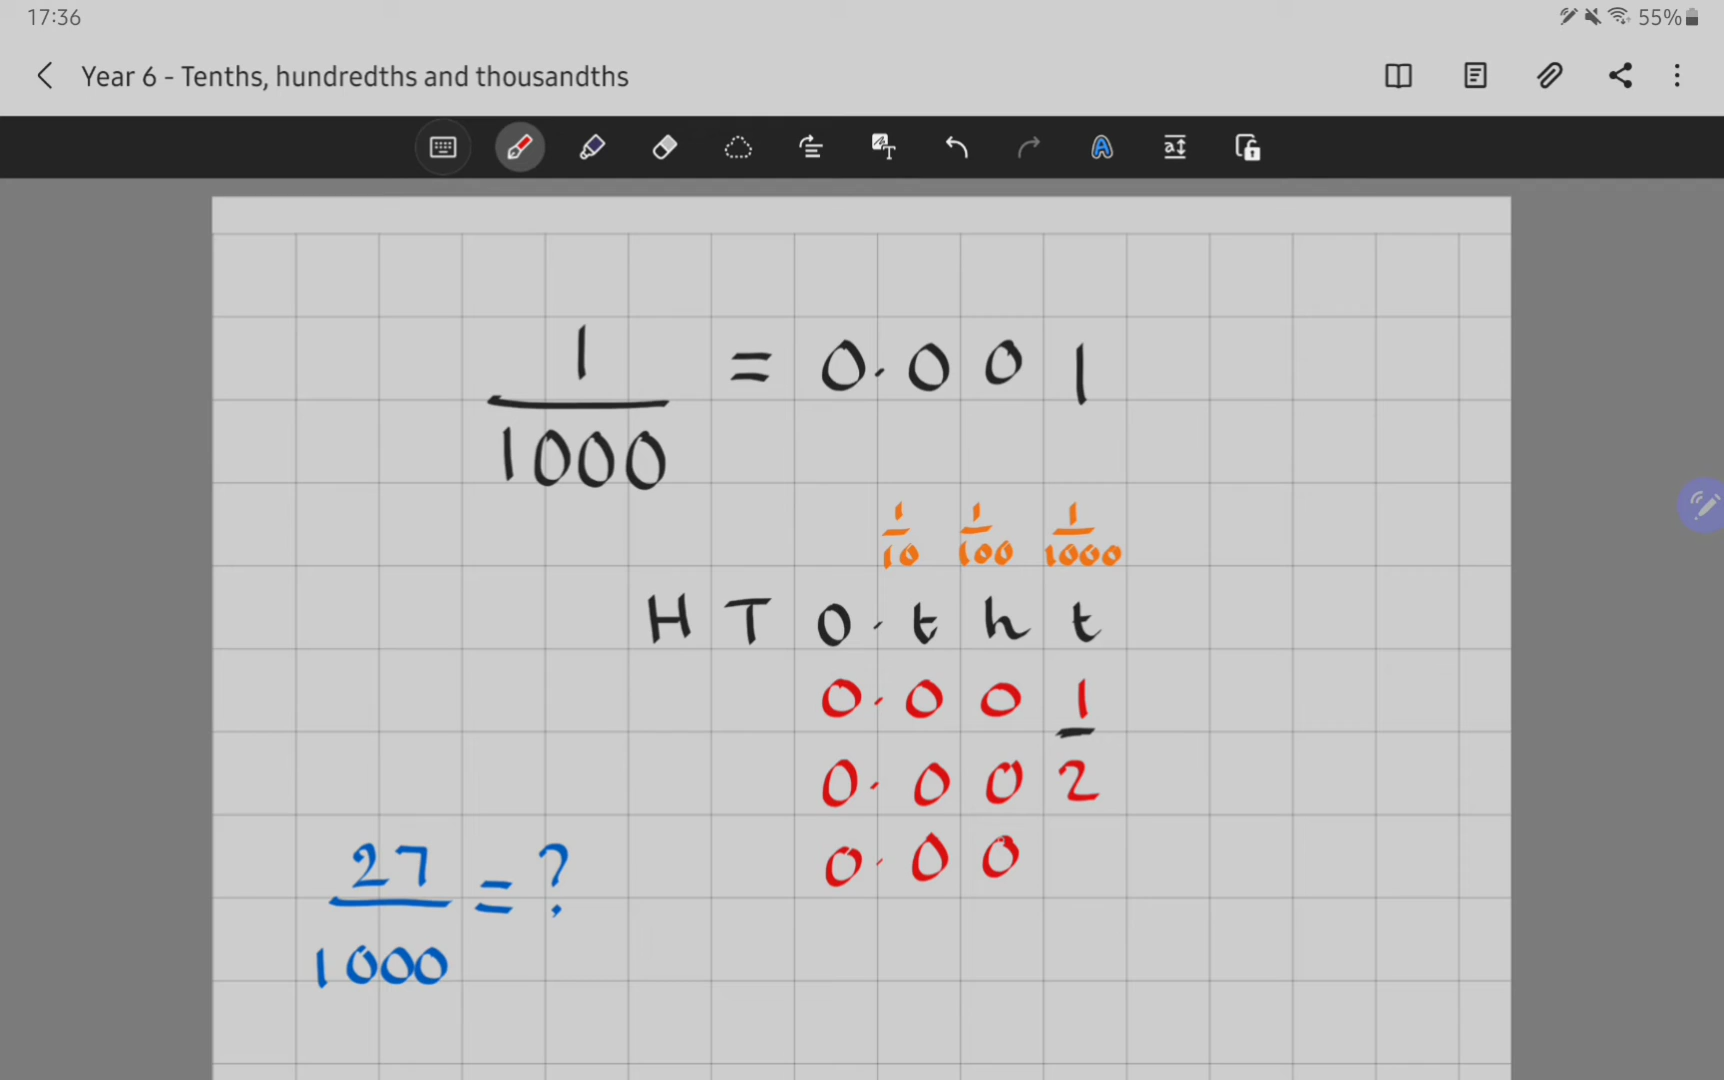 17:36
55%
Year 6 - Tenths, hundredths and thousandths
1/1000 = 0.001
1/10 1/100 1/1000
H T O . t h t
0.001
0.002
0.00
27/1000 = ?